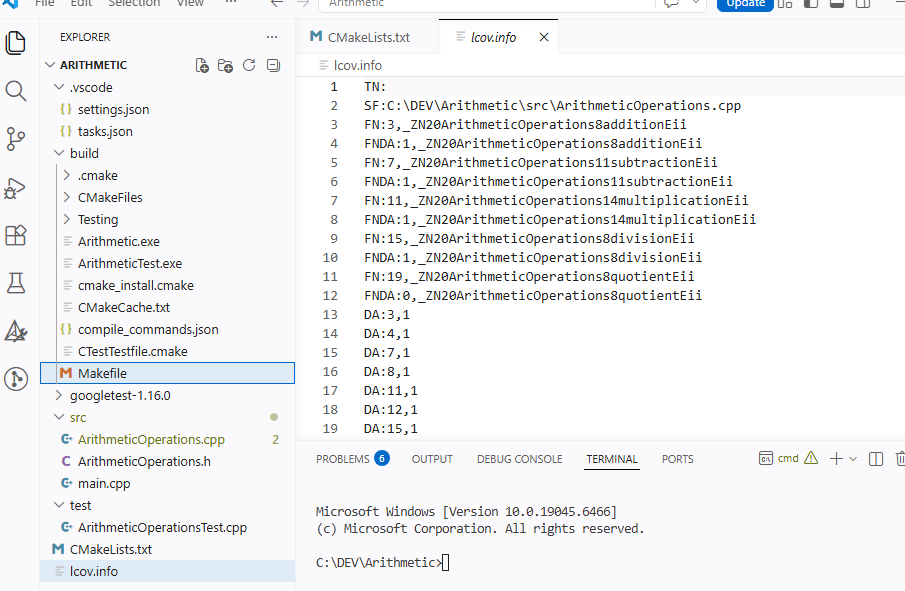 File Edit Selection View ... Arithmetic Update
EXPLORER ...
ARITHMETIC
.vscode
{} settings.json
{} tasks.json
build
.cmake
CMakeFiles
Testing
Arithmetic.exe
ArithmeticTest.exe
cmake_install.cmake
CMakeCache.txt
{} compile_commands.json
CTestTestfile.cmake
M Makefile
googletest-1.16.0
src
ArithmeticOperations.cpp 2
C ArithmeticOperations.h
main.cpp
test
ArithmeticOperationsTest.cpp
M CMakeLists.txt
lcov.info
M CMakeLists.txt lcov.info
lcov.info
1 TN:
2 SF:C:\DEV\Arithmetic\src\ArithmeticOperations.cpp
3 FN:3,_ZN20ArithmeticOperations8additionEii
4 FNDA:1,_ZN20ArithmeticOperations8additionEii
5 FN:7,_ZN20ArithmeticOperations11subtractionEii
6 FNDA:1,_ZN20ArithmeticOperations11subtractionEii
7 FN:11,_ZN20ArithmeticOperations14multiplicationEii
8 FNDA:1,_ZN20ArithmeticOperations14multiplicationEii
9 FN:15,_ZN20ArithmeticOperations8divisionEii
10 FNDA:1,_ZN20ArithmeticOperations8divisionEii
11 FN:19,_ZN20ArithmeticOperations8quotientEii
12 FNDA:0,_ZN20ArithmeticOperations8quotientEii
13 DA:3,1
14 DA:4,1
15 DA:7,1
16 DA:8,1
17 DA:11,1
18 DA:12,1
19 DA:15,1
PROBLEMS 6 OUTPUT DEBUG CONSOLE TERMINAL PORTS cmd
Microsoft Windows [Version 10.0.19045.6466]
(c) Microsoft Corporation. All rights reserved.
C:\DEV\Arithmetic>